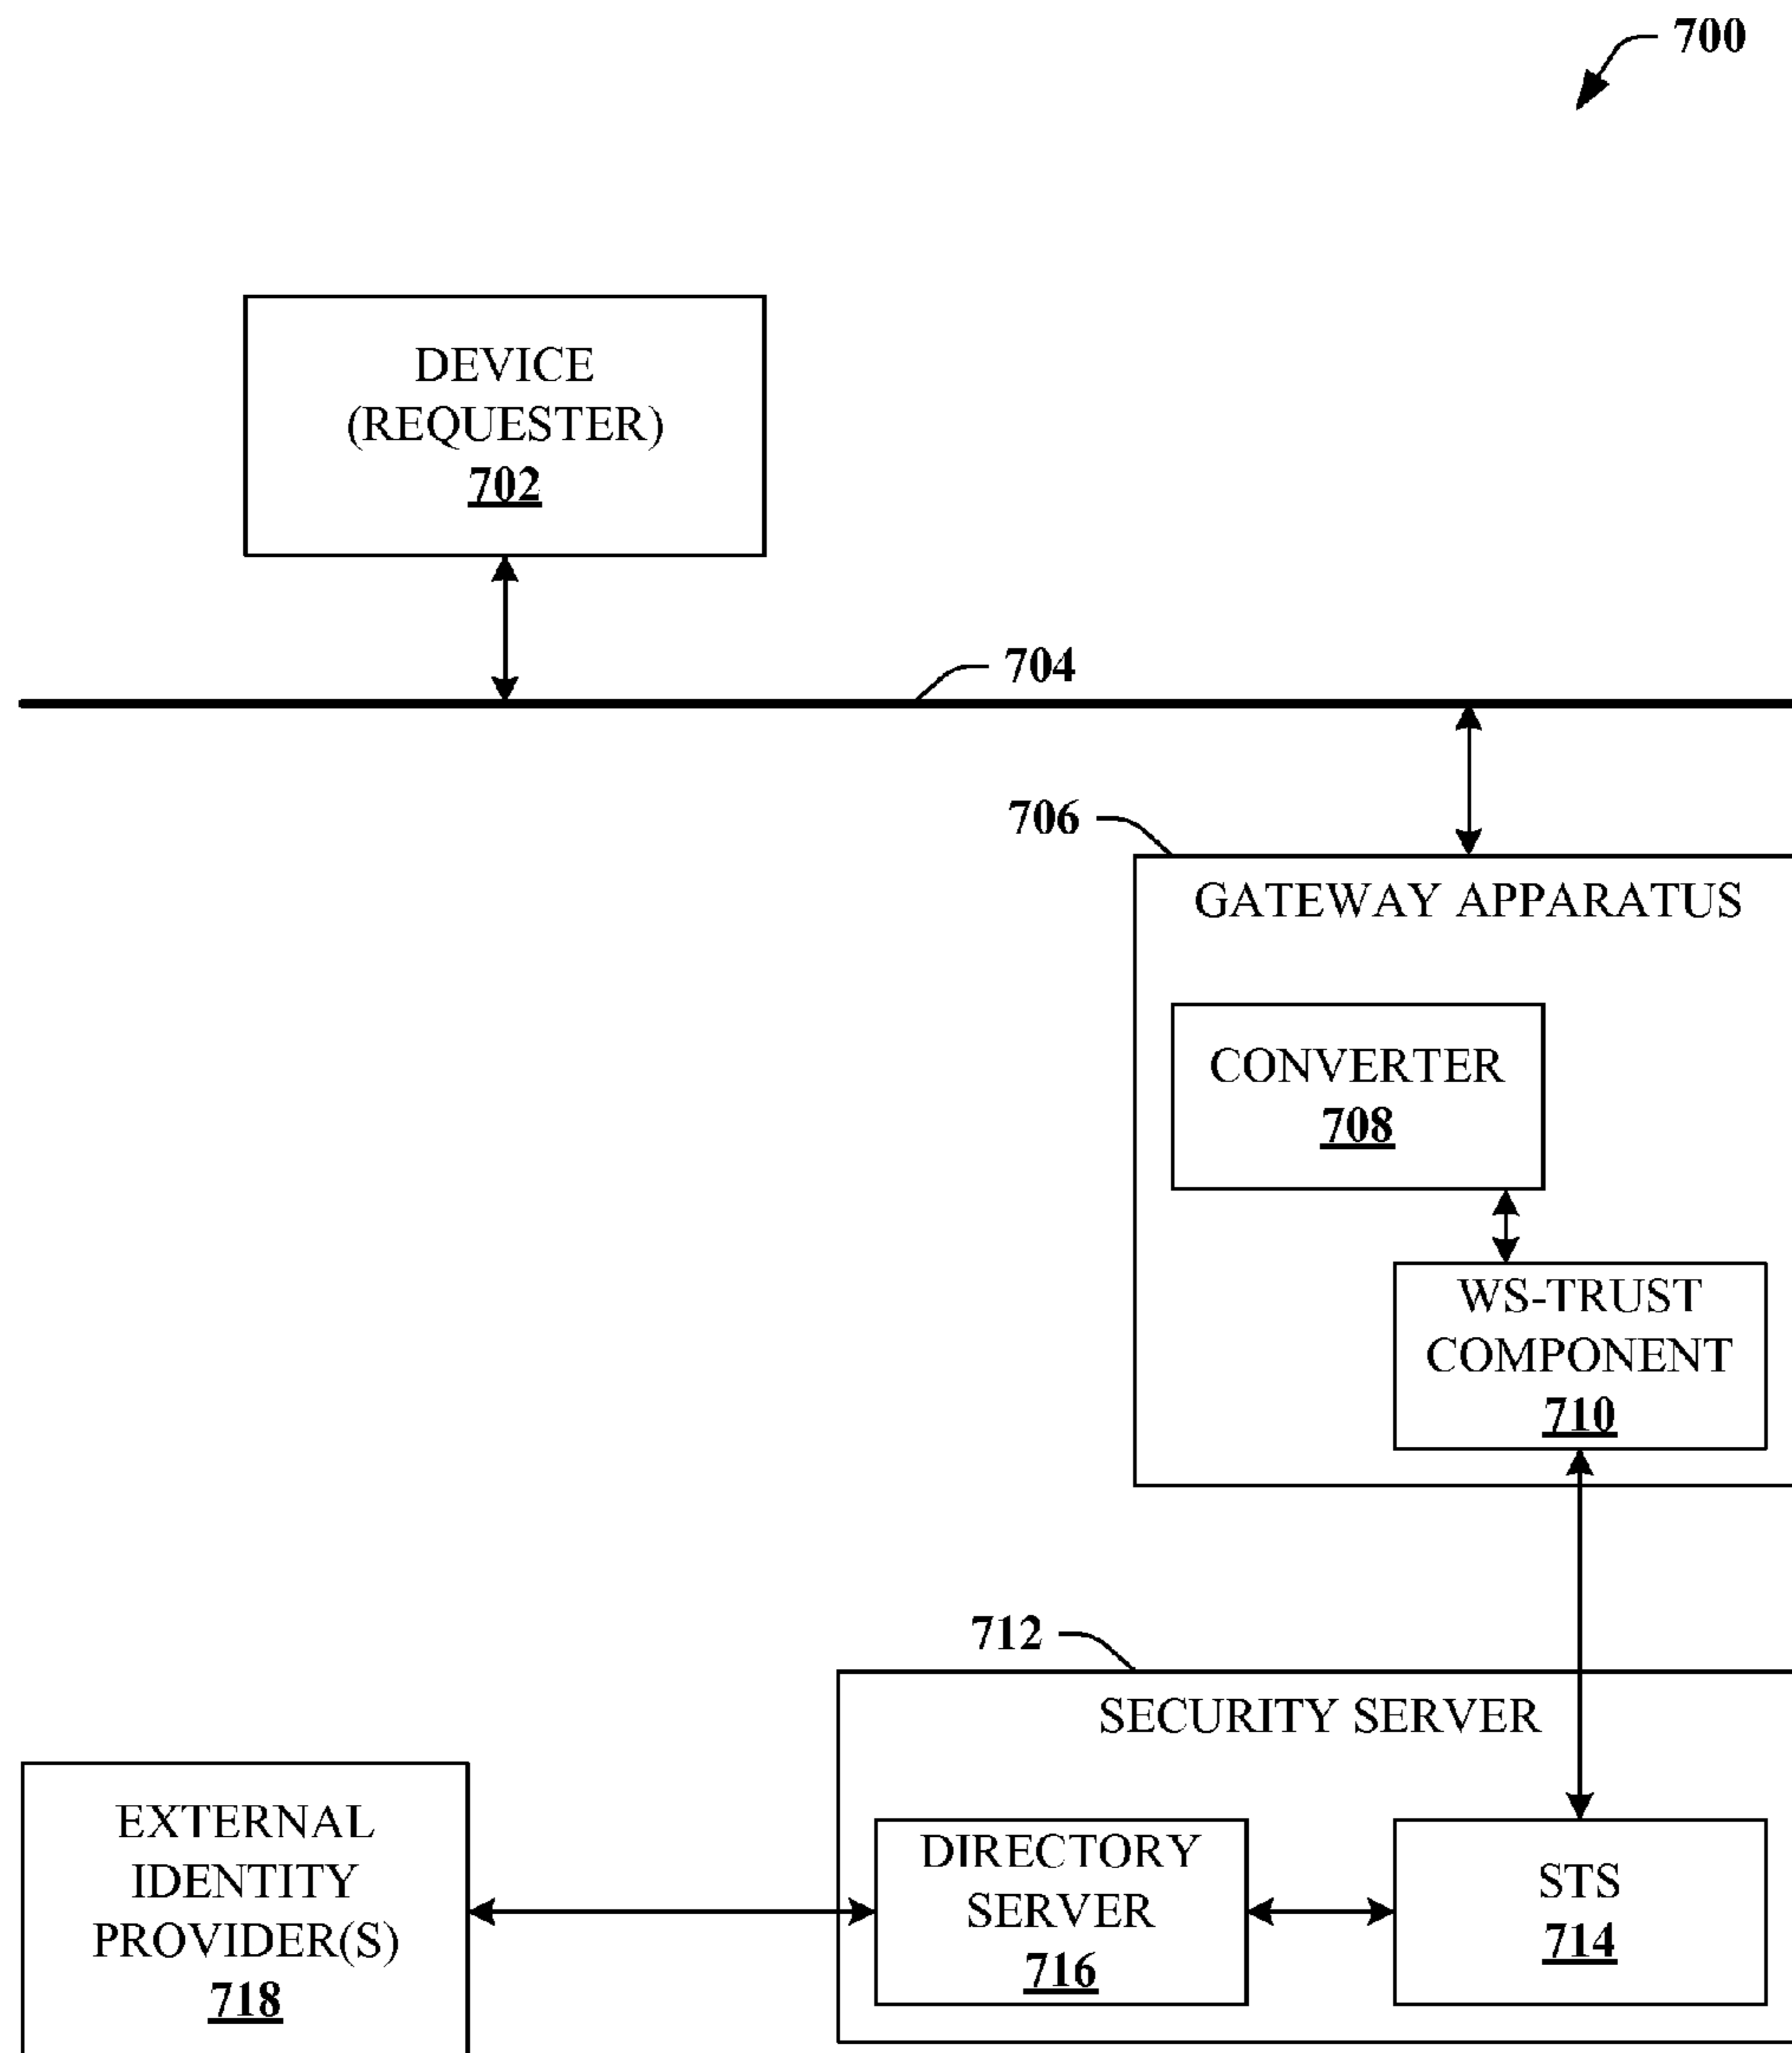 700
DEVICE
(REQUESTER)
702
704
706
GATEWAY APPARATUS
CONVERTER
708
WS-TRUST
COMPONENT
710
712
SECURITY SERVER
EXTERNAL
IDENTITY
PROVIDER(S)
718
DIRECTORY
SERVER
716
STS
714